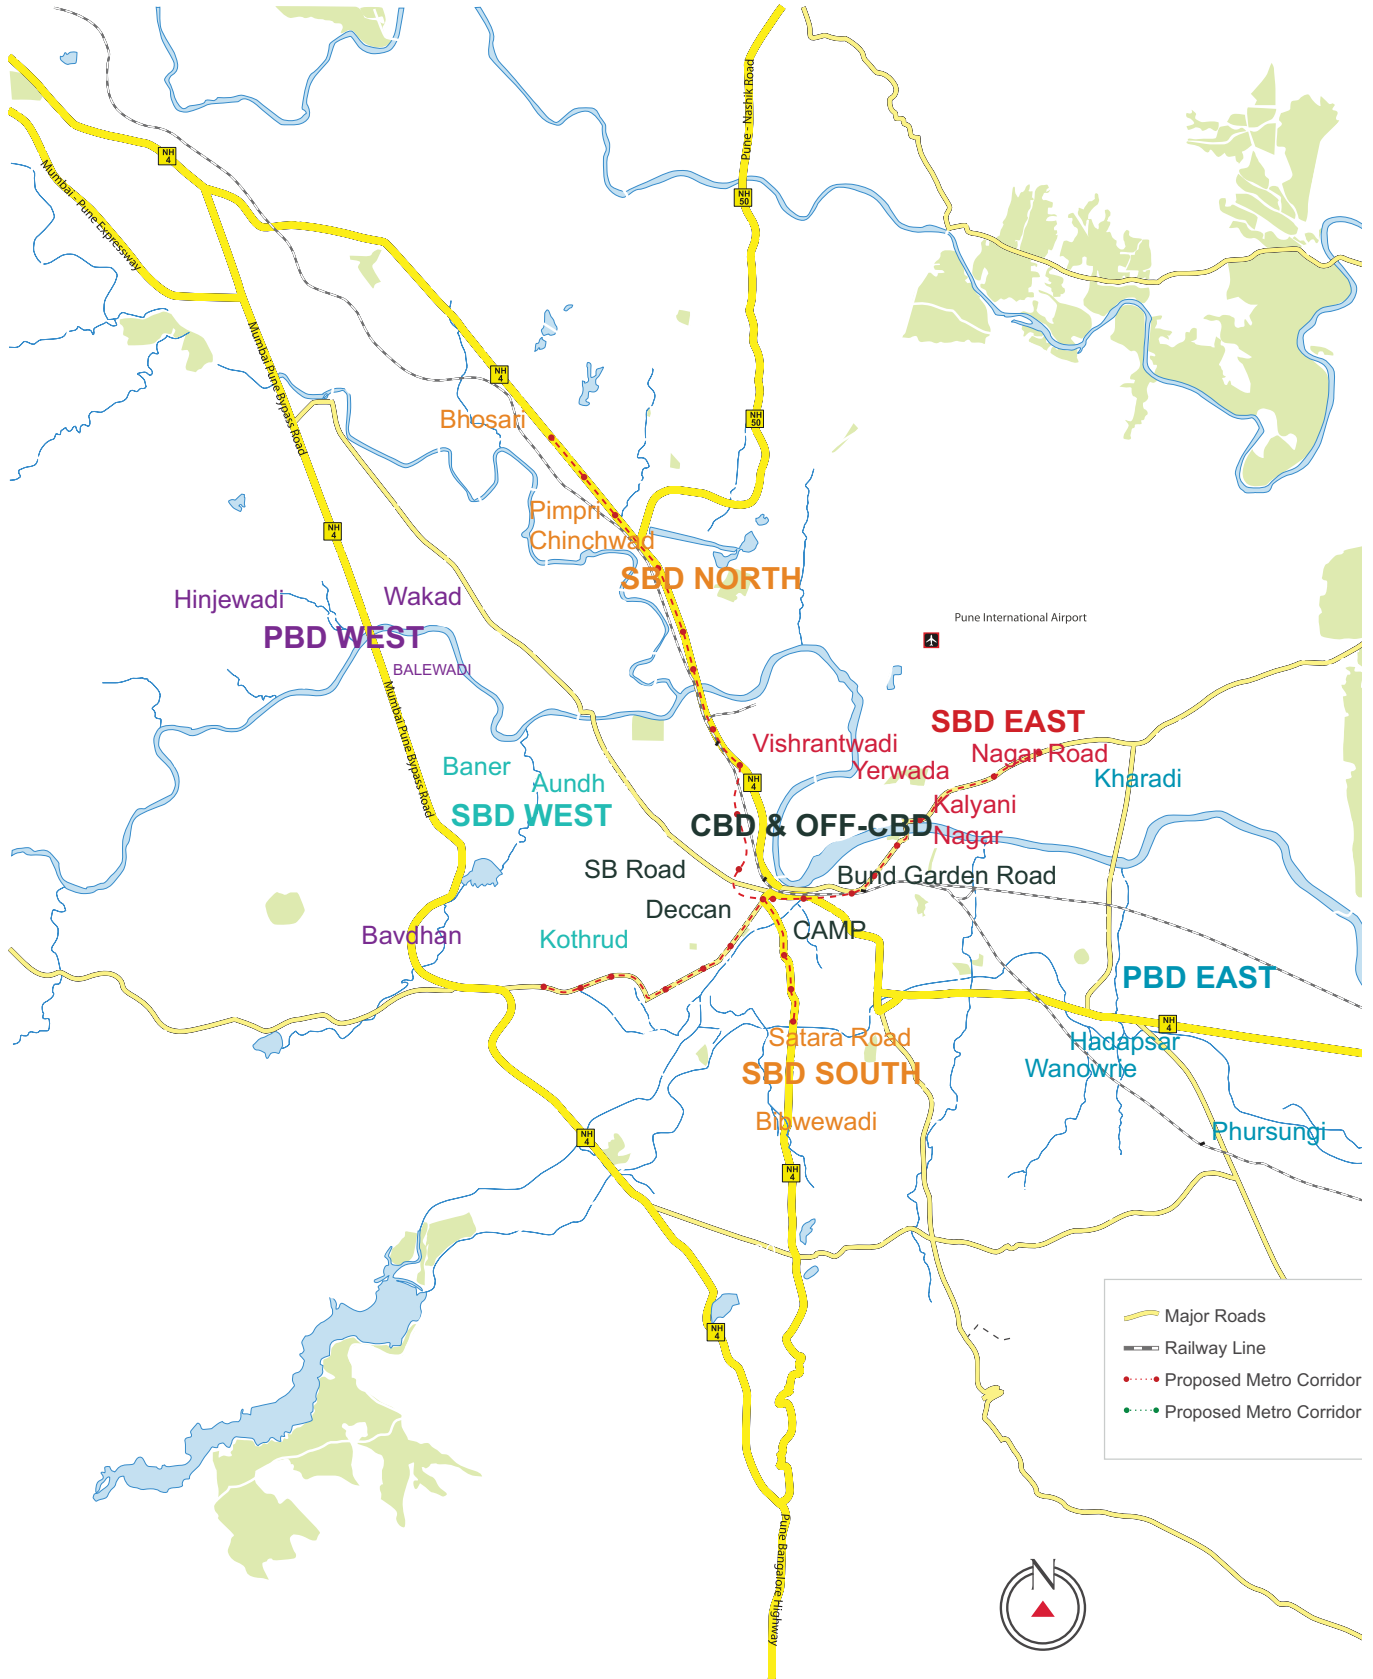 Pune - Nashik Road
NH
4
Mumbai - Pune Expressway
NH
50
Mumbai Pune Bypass Road
NH
4
Bhosari
NH
50
Pimpri
Chinchwad
NH
4
SBD NORTH
Hinjewadi
Wakad
PBD WEST
BALEWADI
Pune International Airport
Mumbai Pune Bypass Road
SBD EAST
Vishrantwadi
Nagar Road
Yerwada
Kharadi
Baner
Aundh
NH
4
SBD WEST
Kalyani
Nagar
CBD & OFF-CBD
SB Road
Bund Garden Road
Deccan
CAMP
Bavdhan
Kothrud
PBD EAST
NH
4
Satara Road
Hadapsar
Wanowrie
SBD SOUTH
Bibwewadi
Phursungi
NH
4
NH
4
NH
4
Major Roads
Railway Line
Proposed Metro Corridor
Proposed Metro Corridor
Pune Bangalore Highway
N